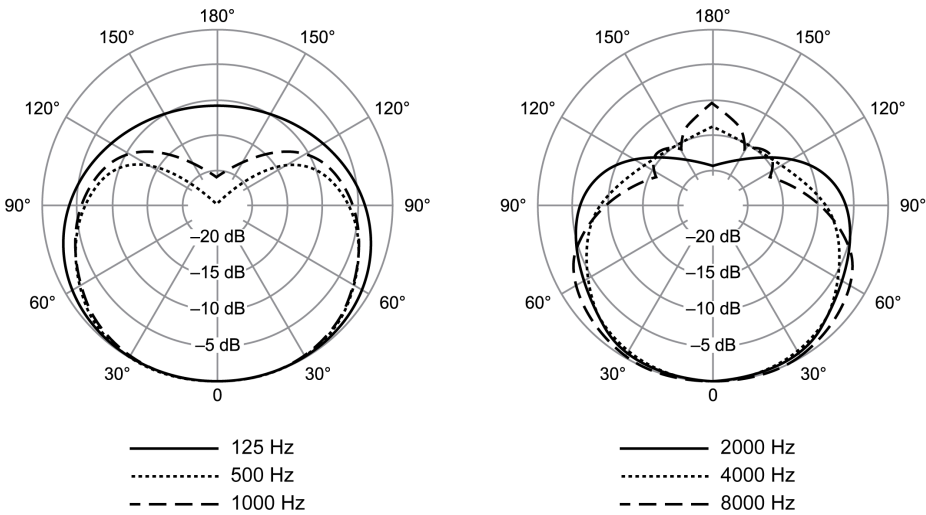 180°
150° 150°
120° 120°
90° 90°
–20 dB
–15 dB
60° 60°
–10 dB
–5 dB
30° 30°
0
125 Hz
500 Hz
1000 Hz
180°
150° 150°
120° 120°
90° 90°
–20 dB
–15 dB
60° 60°
–10 dB
–5 dB
30° 30°
0
2000 Hz
4000 Hz
8000 Hz